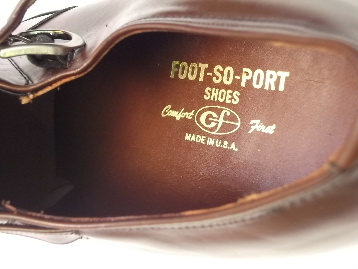 FOOT-SO-PORT
SHOES
Comfort CF First
MADE IN U.S.A.